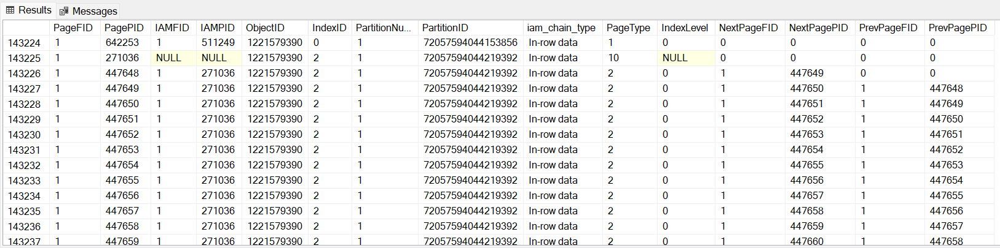 Results Messages
PageFID PagePID IAMFID IAMPID ObjectID IndexID PartitionNu... PartitionID iam_chain_type PageType IndexLevel NextPageFID NextPagePID PrevPageFID PrevPagePID
143224 1 642253 1 511249 1221579390 0 1 72057594044153856 In-row data 1 0 0 0 0 0
143225 1 271036 NULL NULL 1221579390 2 1 72057594044219392 In-row data 10 NULL 0 0 0 0
143226 1 447648 1 271036 1221579390 2 1 72057594044219392 In-row data 2 0 1 447649 0 0
143227 1 447649 1 271036 1221579390 2 1 72057594044219392 In-row data 2 0 1 447650 1 447648
143228 1 447650 1 271036 1221579390 2 1 72057594044219392 In-row data 2 0 1 447651 1 447649
143229 1 447651 1 271036 1221579390 2 1 72057594044219392 In-row data 2 0 1 447652 1 447650
143230 1 447652 1 271036 1221579390 2 1 72057594044219392 In-row data 2 0 1 447653 1 447651
143231 1 447653 1 271036 1221579390 2 1 72057594044219392 In-row data 2 0 1 447654 1 447652
143232 1 447654 1 271036 1221579390 2 1 72057594044219392 In-row data 2 0 1 447655 1 447653
143233 1 447655 1 271036 1221579390 2 1 72057594044219392 In-row data 2 0 1 447656 1 447654
143234 1 447656 1 271036 1221579390 2 1 72057594044219392 In-row data 2 0 1 447657 1 447655
143235 1 447657 1 271036 1221579390 2 1 72057594044219392 In-row data 2 0 1 447658 1 447656
143236 1 447658 1 271036 1221579390 2 1 72057594044219392 In-row data 2 0 1 447659 1 447657
143237 1 447659 1 271036 1221579390 2 1 72057594044219392 In-row data 2 0 1 447660 1 447658